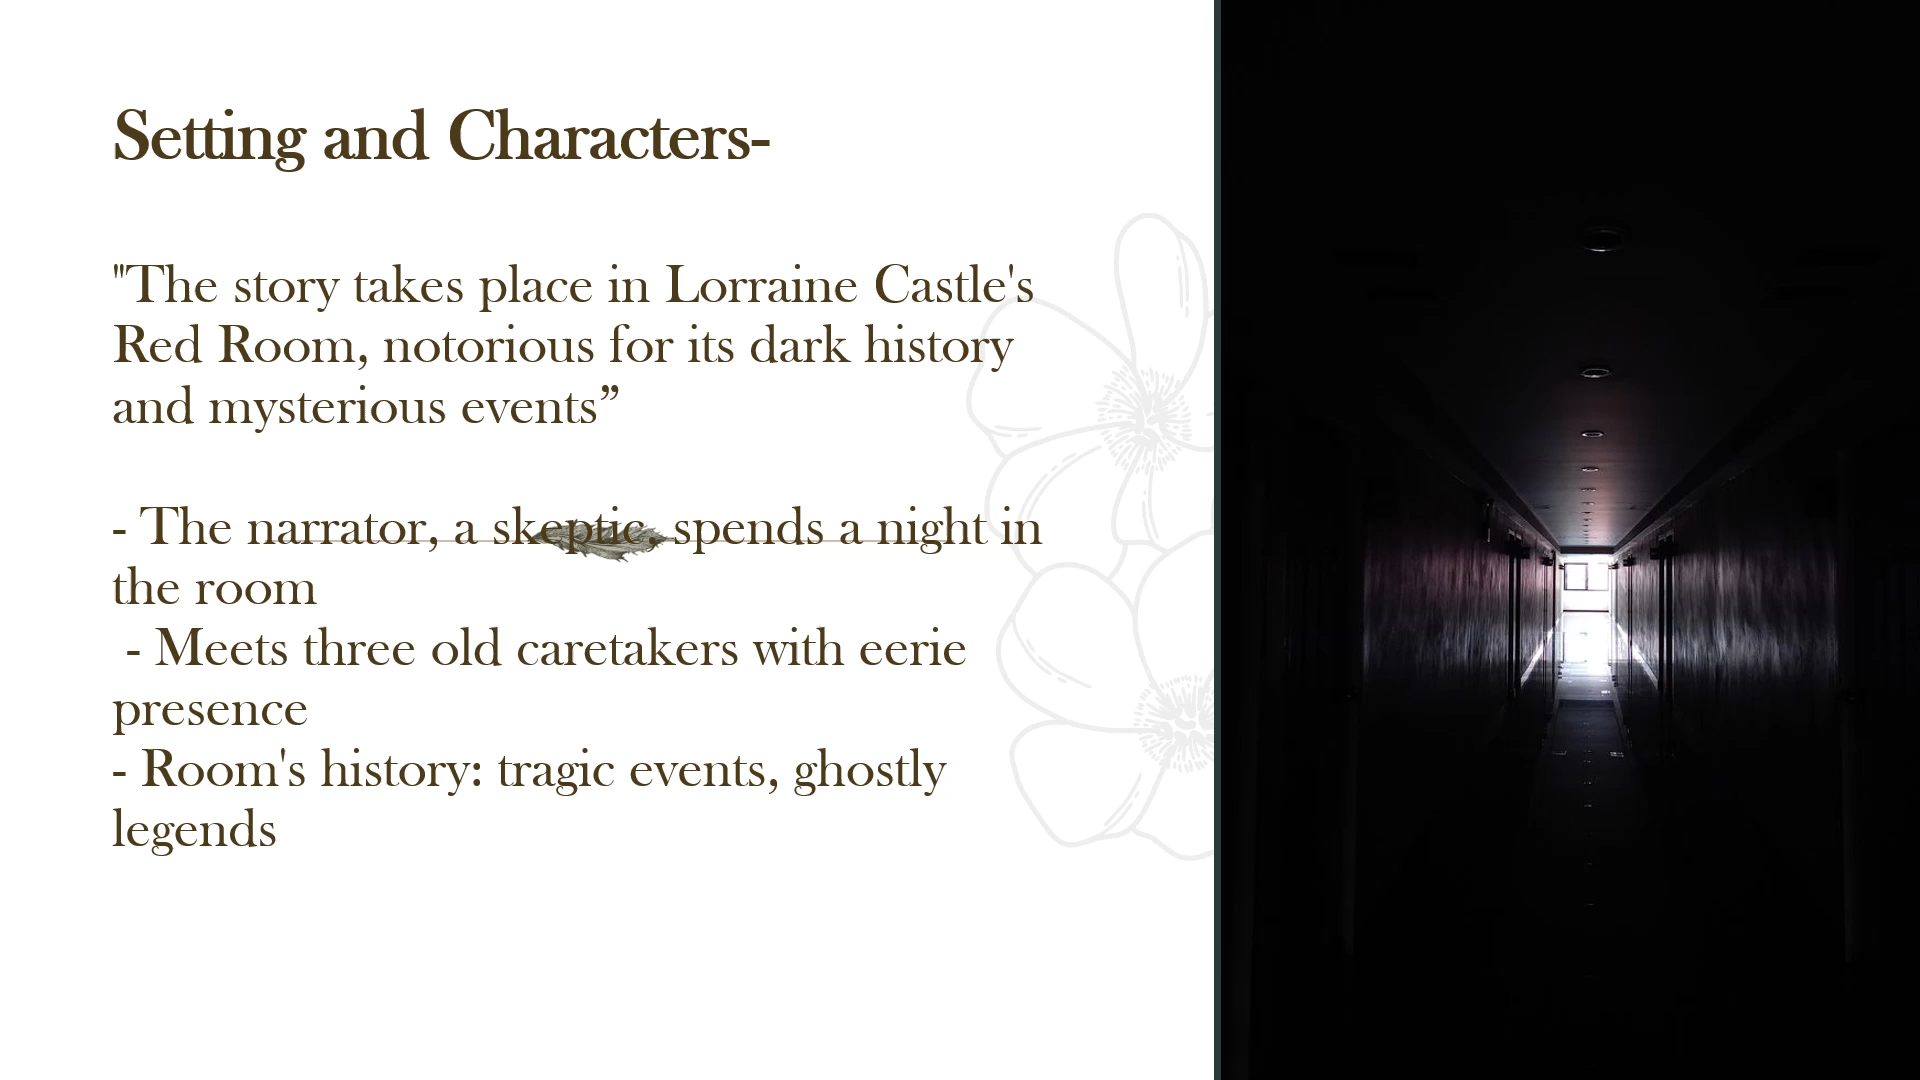 Setting and Characters-
"The story takes place in Lorraine Castle's
Red Room, notorious for its dark history
and mysterious events”
- The narrator, a skeptic, spends a night in
the room
- Meets three old caretakers with eerie
presence
- Room's history: tragic events, ghostly
legends